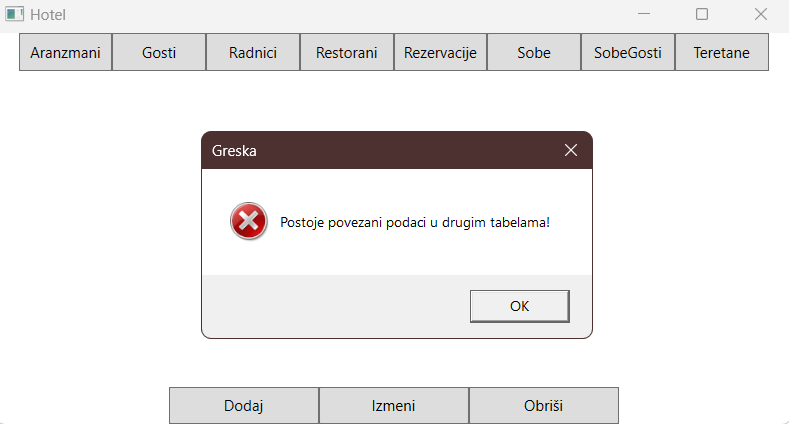 Hotel
Aranzmani Gosti Radnici Restorani Rezervacije Sobe SobeGosti Teretane
Greska
Postoje povezani podaci u drugim tabelama!
OK
Dodaj Izmeni Obriši